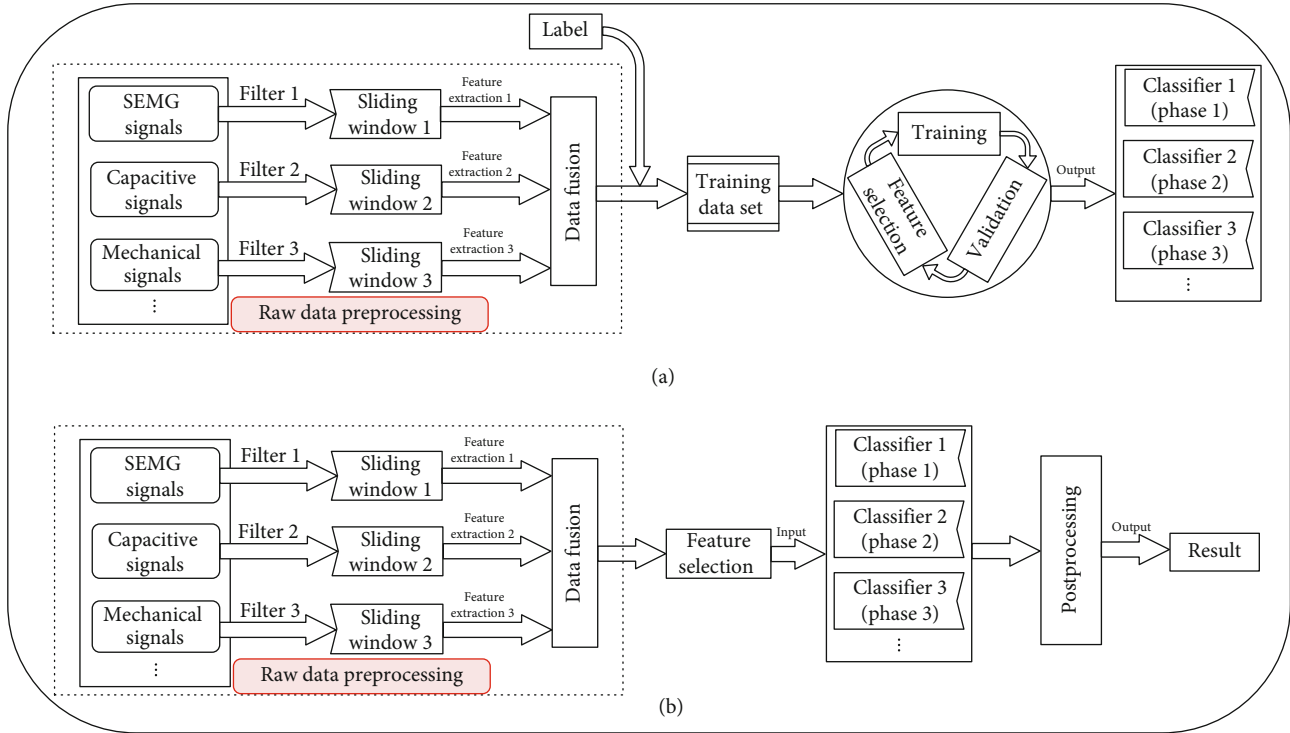 Label
SEMG
signals
Filter 1
Sliding
window 1
Feature
extraction 1
Capacitive
signals
Filter 2
Sliding
window 2
Feature
extraction 2
Mechanical
signals
Filter 3
Sliding
window 3
Feature
extraction 3
⋮
Raw data preprocessing
Data fusion
Training
data set
Training
Validation
Feature
selection
Output
Classifier 1
(phase 1)
Classifier 2
(phase 2)
Classifier 3
(phase 3)
⋮
(a)
SEMG
signals
Filter 1
Sliding
window 1
Feature
extraction 1
Capacitive
signals
Filter 2
Sliding
window 2
Feature
extraction 2
Mechanical
signals
Filter 3
Sliding
window 3
Feature
extraction 3
⋮
Raw data preprocessing
Data fusion
Feature
selection
Input
Classifier 1
(phase 1)
Classifier 2
(phase 2)
Classifier 3
(phase 3)
⋮
Postprocessing
Output
Result
(b)